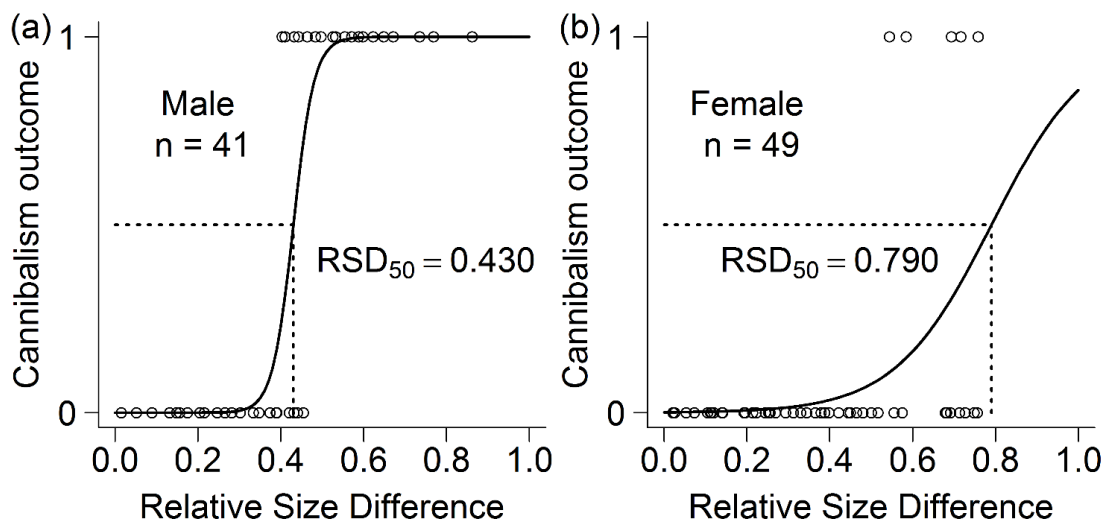 (a)
1
0
Cannibalism outcome
Male
n = 41
RSD50 = 0.430
0.0 0.2 0.4 0.6 0.8 1.0
Relative Size Difference
(b)
1
0
Cannibalism outcome
Female
n = 49
RSD50 = 0.790
0.0 0.2 0.4 0.6 0.8 1.0
Relative Size Difference